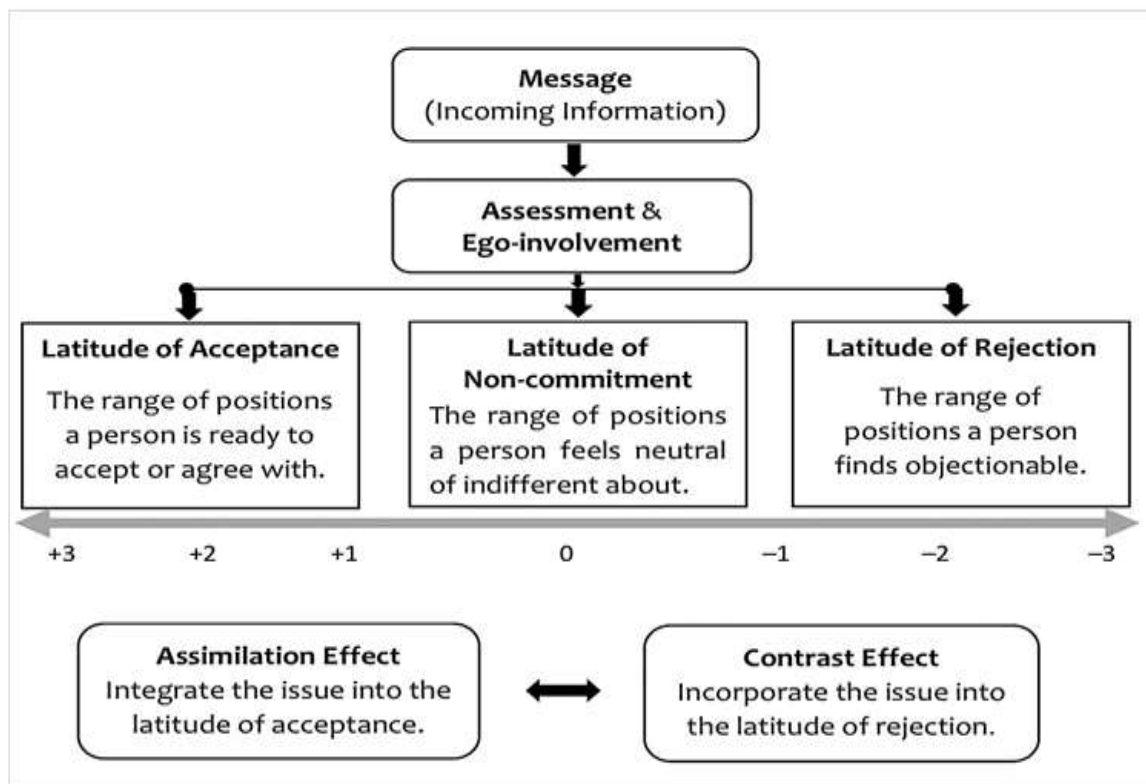 Message
(Incoming Information)
Assessment &
Ego-involvement
Latitude of Acceptance
The range of positions
a person is ready to
accept or agree with.
Latitude of
Non-commitment
The range of positions
a person feels neutral
of indifferent about.
Latitude of Rejection
The range of
positions a person
finds objectionable.
+3 +2 +1 0 –1 –2 –3
Assimilation Effect
Integrate the issue into the
latitude of acceptance.
Contrast Effect
Incorporate the issue into
the latitude of rejection.